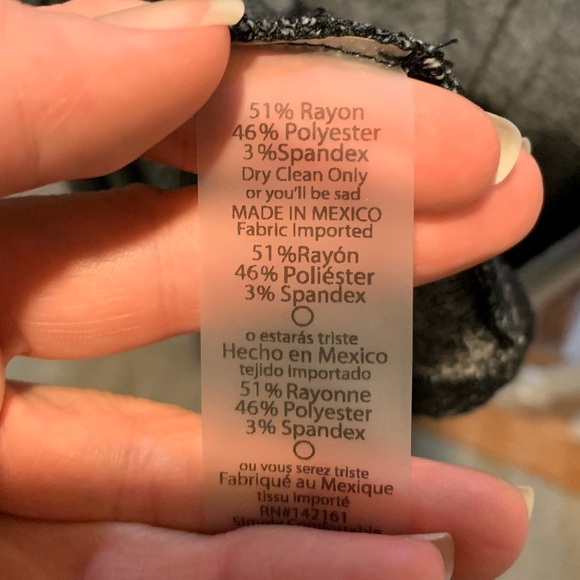 51% Rayon
46% Polyester
3%Spandex
Dry Clean Only
or you'll be sad
MADE IN MEXICO
Fabric Imported
51%Rayón
46% Poliéster
3% Spandex
o estarás triste
Hecho en Mexico
tejido importado
51% Rayonne
46% Polyester
3% Spandex
ou vous serez triste
Fabriqué au Mexique
tissu importé
RN#142161
Simply Comfortable